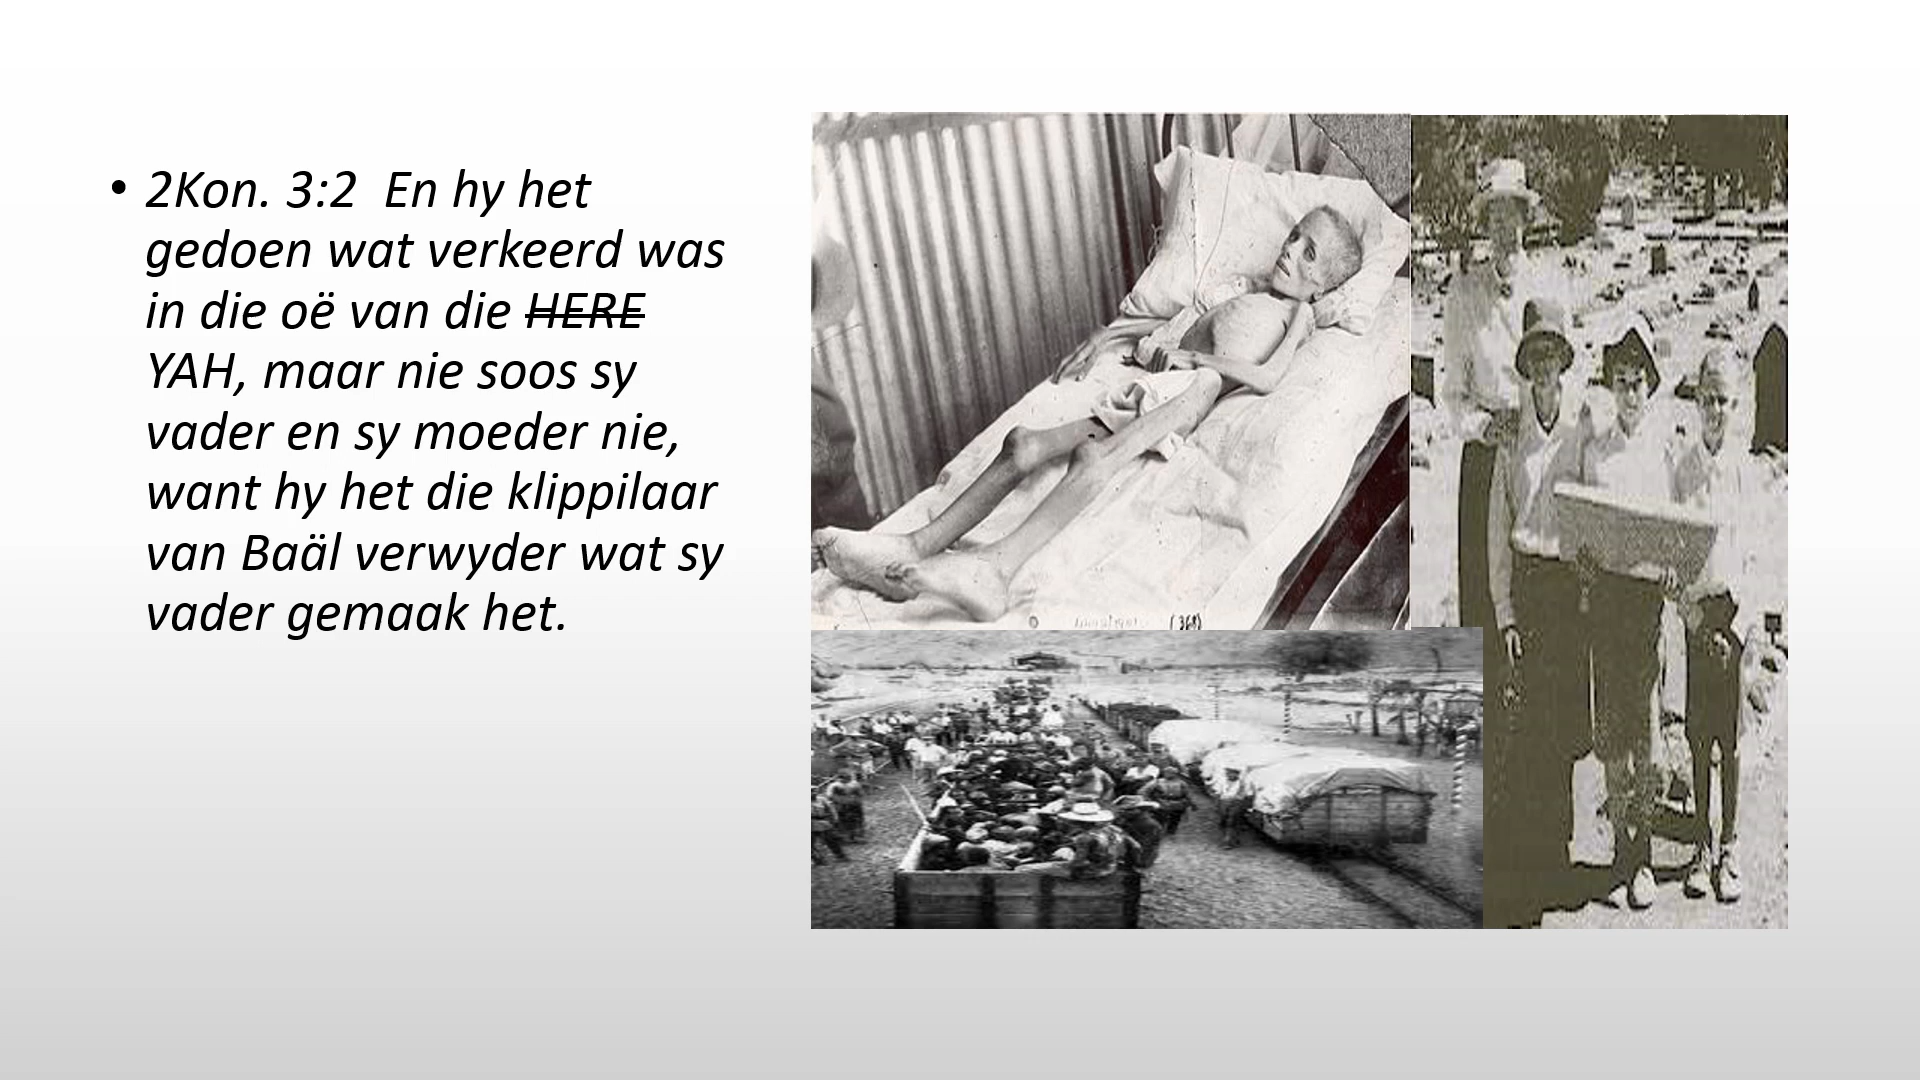 • 2Kon. 3:2  En hy het
gedoen wat verkeerd was
in die oë van die HERE
YAH, maar nie soos sy
vader en sy moeder nie,
want hy het die klippilaar
van Baäl verwyder wat sy
vader gemaak het.